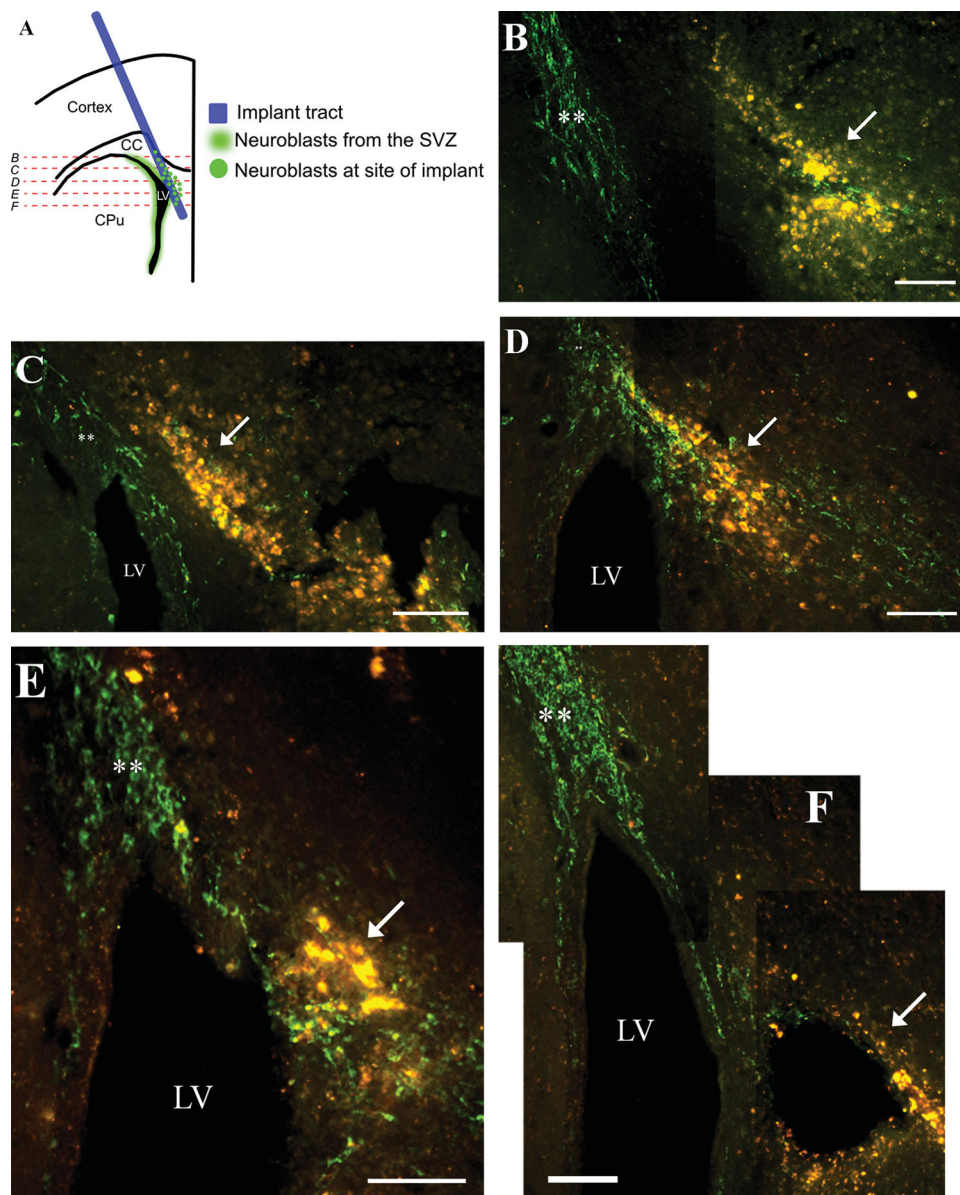 A
Cortex
CC
B
C
D
E
F
LV
CPu
Implant tract
Neuroblasts from the SVZ
Neuroblasts at site of implant
B
**
C
**
LV
D
LV
E
**
LV
F
**
LV